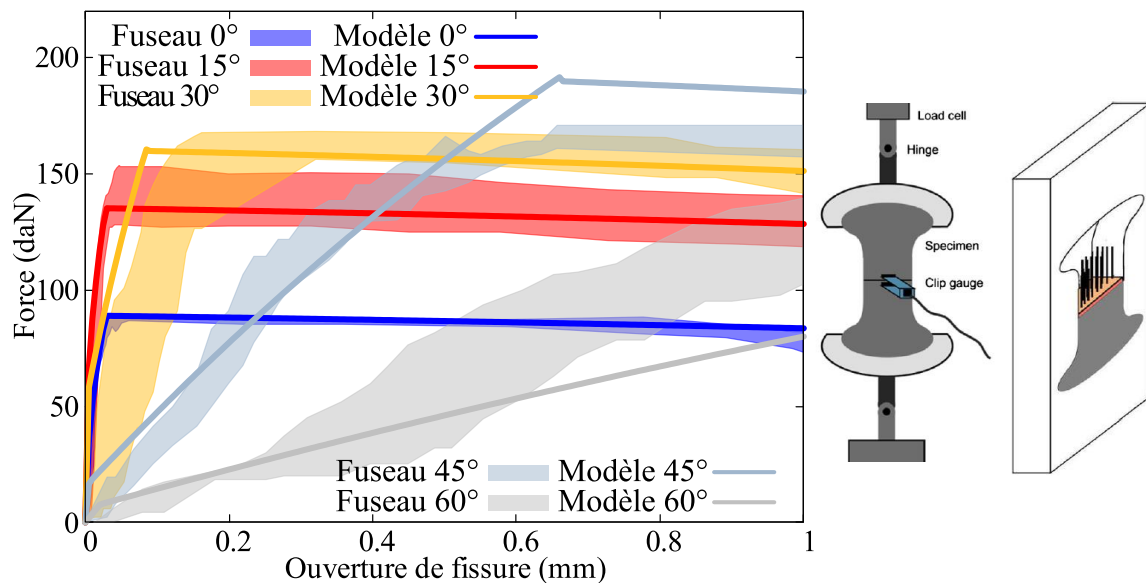 Fuseau 0° Modèle 0°
Fuseau 15° Modèle 15°
Fuseau 30° Modèle 30°
Fuseau 45° Modèle 45°
Fuseau 60° Modèle 60°
200
150
100
50
0
Force (daN)
0 0.2 0.4 0.6 0.8 1
Ouverture de fissure (mm)
Load cell
Hinge
Specimen
Clip gauge